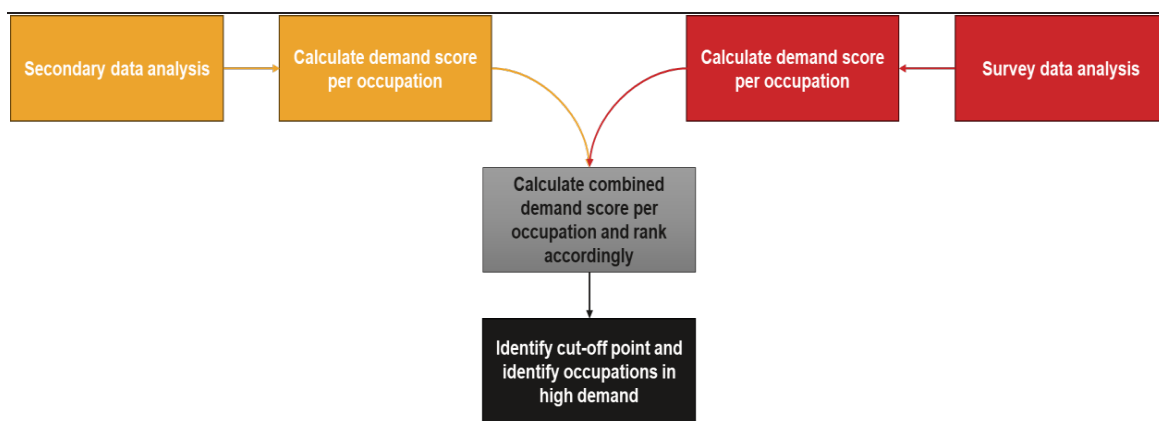 Secondary data analysis
Calculate demand score
per occupation
Calculate demand score
per occupation
Survey data analysis
Calculate combined
demand score per
occupation and rank
accordingly
Identify cut-off point and
identify occupations in
high demand